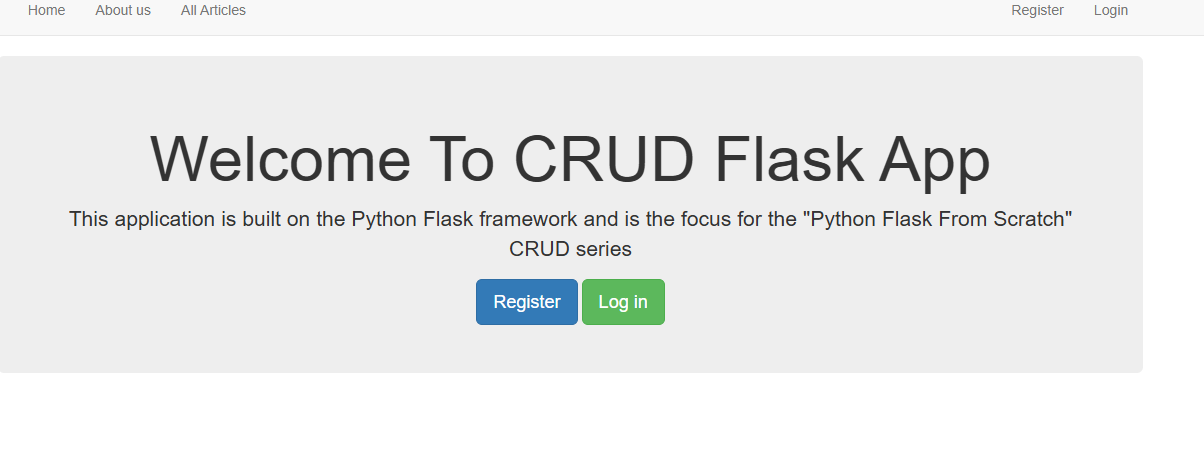 Home About us All Articles Register Login
Welcome To CRUD Flask App
This application is built on the Python Flask framework and is the focus for the "Python Flask From Scratch"
CRUD series
Register Log in